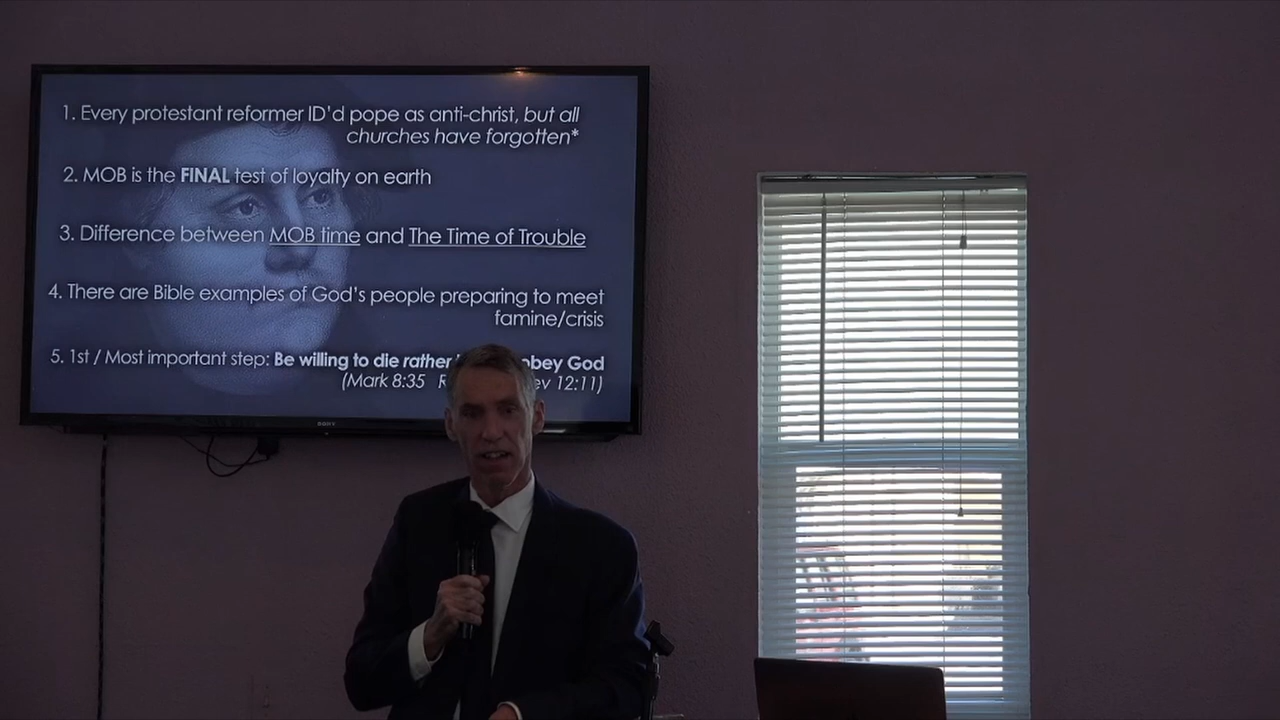 1. Every protestant reformer ID'd pope as anti-christ, but all
churches have forgotten*
2. MOB is the FINAL test of loyalty on earth
3. Difference between MOB time and The Time of Trouble
4. There are Bible examples of God's people preparing to meet
famine/crisis
5. 1st / Most important step: Be willing to die rather obey God
(Mark 8:35 12:11)
SONY